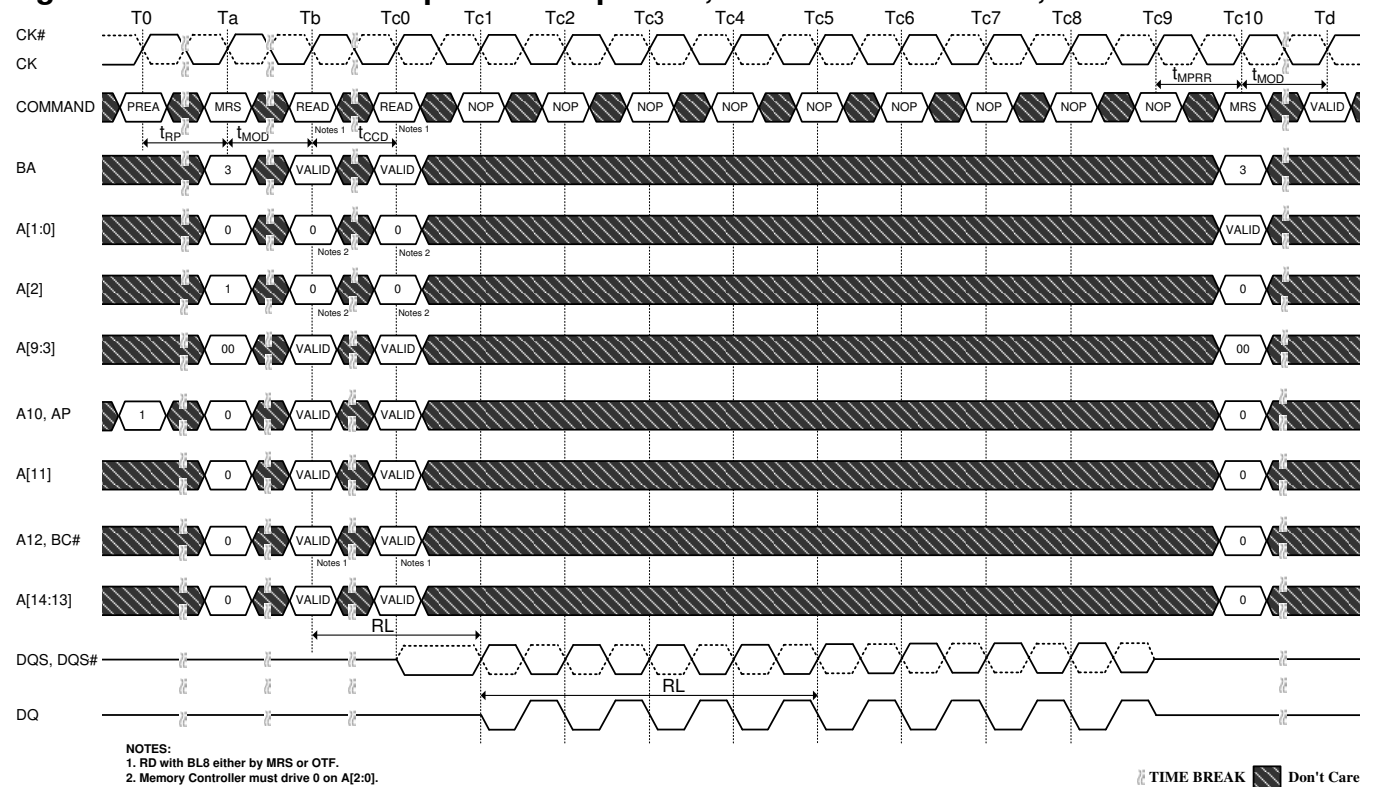 T0 Ta Tb Tc0 Tc1 Tc2 Tc3 Tc4 Tc5 Tc6 Tc7 Tc8 Tc9 Tc10 Td
CK#
CK
tMPRR tMOD
COMMAND PREA MRS READ READ NOP NOP NOP NOP NOP NOP NOP NOP NOP MRS VALID
Notes 1 Notes 1
tRP tMOD tCCD
BA 3 VALID VALID 3
A[1:0] 0 0 0 VALID
Notes 2 Notes 2
A[2] 1 0 0 0
Notes 2 Notes 2
A[9:3] 00 VALID VALID 00
A10, AP 1 0 VALID VALID 0
A[11] 0 VALID VALID 0
A12, BC# 0 VALID VALID 0
Notes 1 Notes 1
A[14:13] 0 VALID VALID 0
RL
DQS, DQS#
RL
DQ
NOTES:
1. RD with BL8 either by MRS or OTF.
2. Memory Controller must drive 0 on A[2:0].
TIME BREAK Don't Care